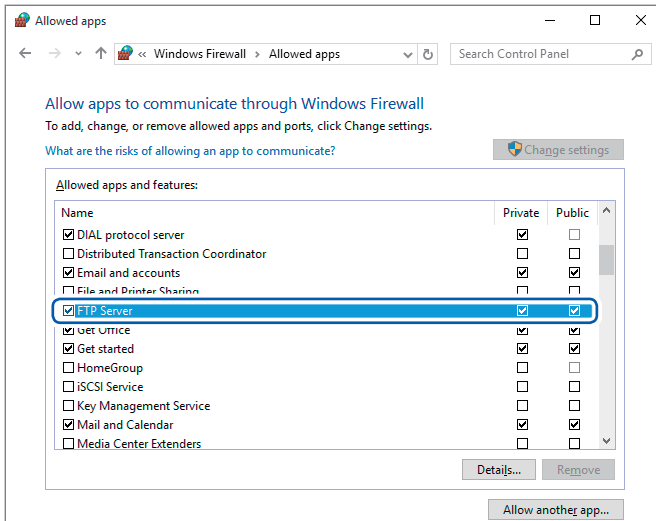 Allowed apps
« Windows Firewall › Allowed apps
Search Control Panel
Allow apps to communicate through Windows Firewall
To add, change, or remove allowed apps and ports, click Change settings.
What are the risks of allowing an app to communicate?
Change settings
Allowed apps and features:
Name Private Public
DIAL protocol server
Distributed Transaction Coordinator
Email and accounts
File and Printer Sharing
FTP Server
Get Office
Get started
HomeGroup
iSCSI Service
Key Management Service
Mail and Calendar
Media Center Extenders
Details... Remove
Allow another app...